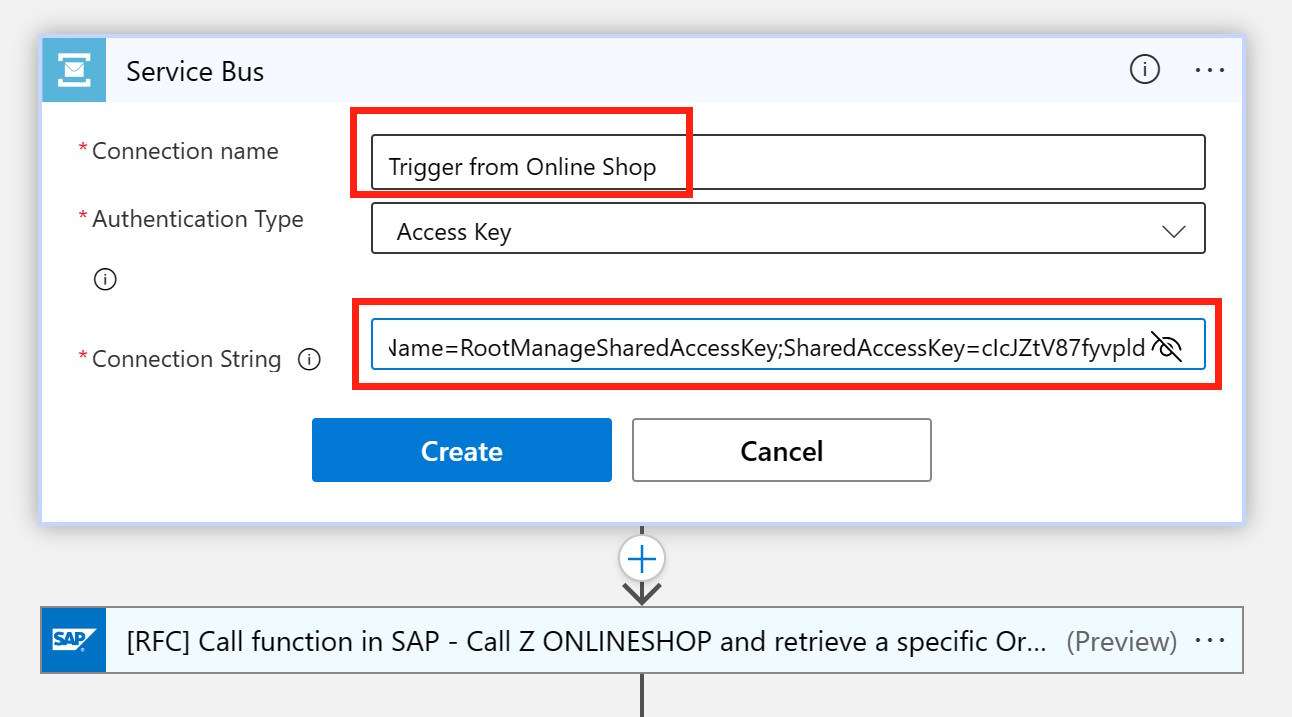 Service Bus
* Connection name
Trigger from Online Shop
* Authentication Type
Access Key
* Connection String
Name=RootManageSharedAccessKey;SharedAccessKey=cIcJZtV87fyvpld
Create
Cancel
SAP
[RFC] Call function in SAP - Call Z ONLINESHOP and retrieve a specific Or... (Preview)